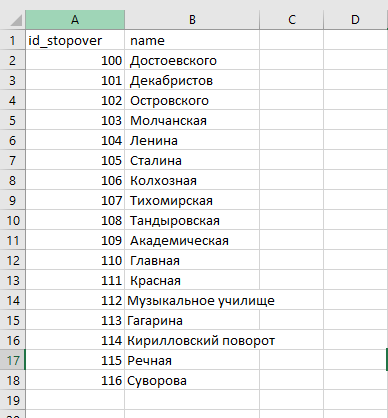 A B C D
1 id_stopover name
2 100 Достоевского
3 101 Декабристов
4 102 Островского
5 103 Молчанская
6 104 Ленина
7 105 Сталина
8 106 Колхозная
9 107 Тихомирская
10 108 Тандыровская
11 109 Академическая
12 110 Главная
13 111 Красная
14 112 Музыкальное училище
15 113 Гагарина
16 114 Кирилловский поворот
17 115 Речная
18 116 Суворова
19